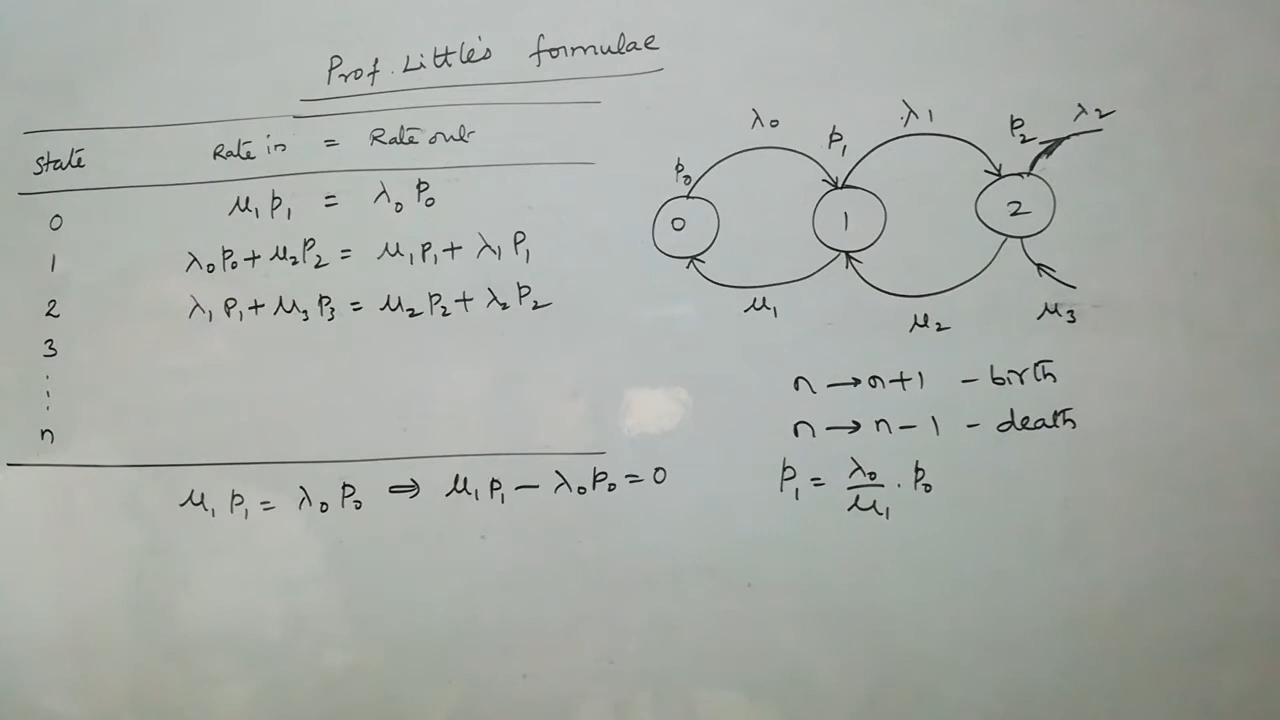 Prof. Little's formulae
State Rate in = Rate out
0 μ₁P₁ = λ₀P₀
1 λ₀P₀ + μ₂P₂ = μ₁P₁ + λ₁P₁
2 λ₁P₁ + μ₃P₃ = μ₂P₂ + λ₂P₂
3
⋮
n
μ₁P₁ = λ₀P₀ ⇒ μ₁P₁ − λ₀P₀ = 0
λ₀ λ₁ λ₂
P₀ P₁ P₂
0 1 2
μ₁ μ₂ μ₃
n → n+1 – birth
n → n−1 – death
P₁ = λ₀/μ₁ · P₀